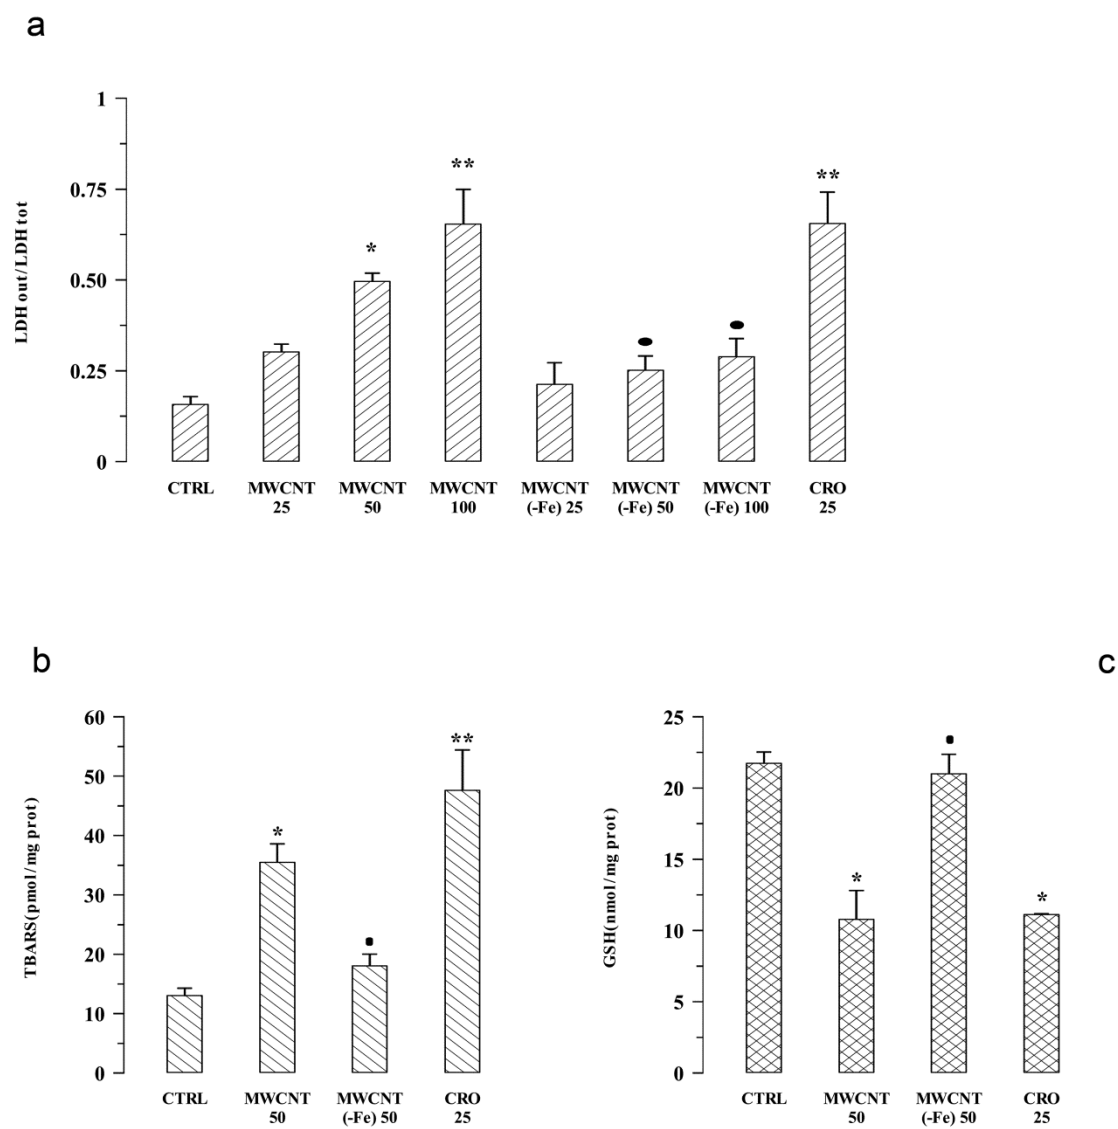 a
LDH out/LDH tot
1
0.75
0.50
0.25
0
*
**
**
CTRL
MWCNT
25
MWCNT
50
MWCNT
100
MWCNT
(-Fe) 25
MWCNT
(-Fe) 50
MWCNT
(-Fe) 100
CRO
25
b
TBARS(pmol/mg prot)
60
50
40
30
20
10
0
*
**
CTRL
MWCNT
50
MWCNT
(-Fe) 50
CRO
25
c
GSH(nmol/mg prot)
25
20
15
10
5
0
*
*
CTRL
MWCNT
50
MWCNT
(-Fe) 50
CRO
25